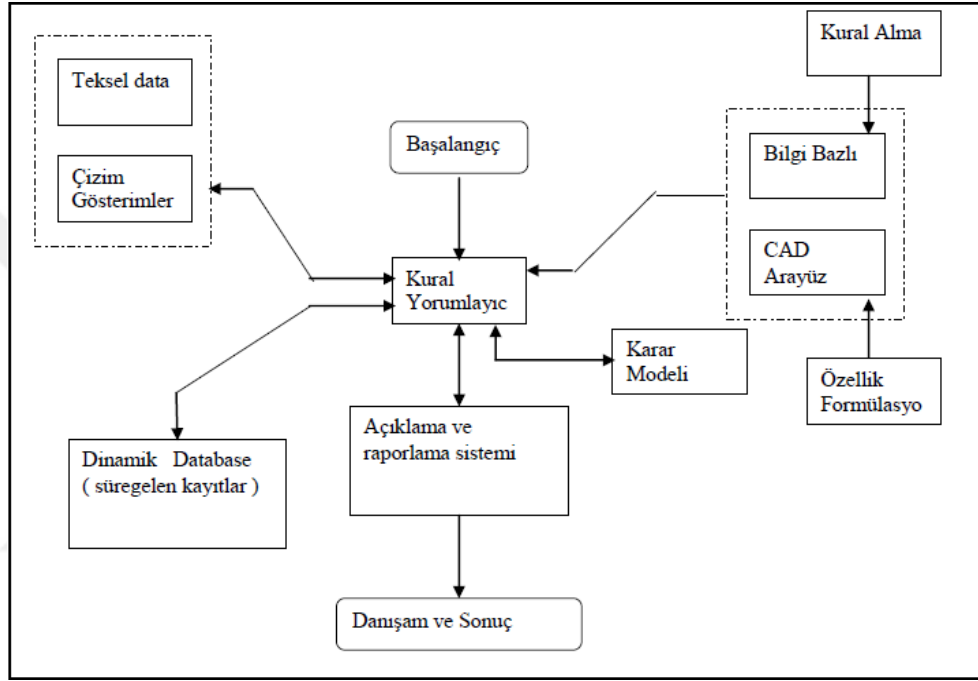 Teksel data
Çizim
Gösterimler
Başalangıç
Kural Alma
Bilgi Bazlı
CAD
Arayüz
Kural
Yorumlayıc
Karar
Modeli
Özellik
Formülasyo
Dinamik Database
( süregelen kayıtlar )
Açıklama ve
raporlama sistemi
Danışam ve Sonuç